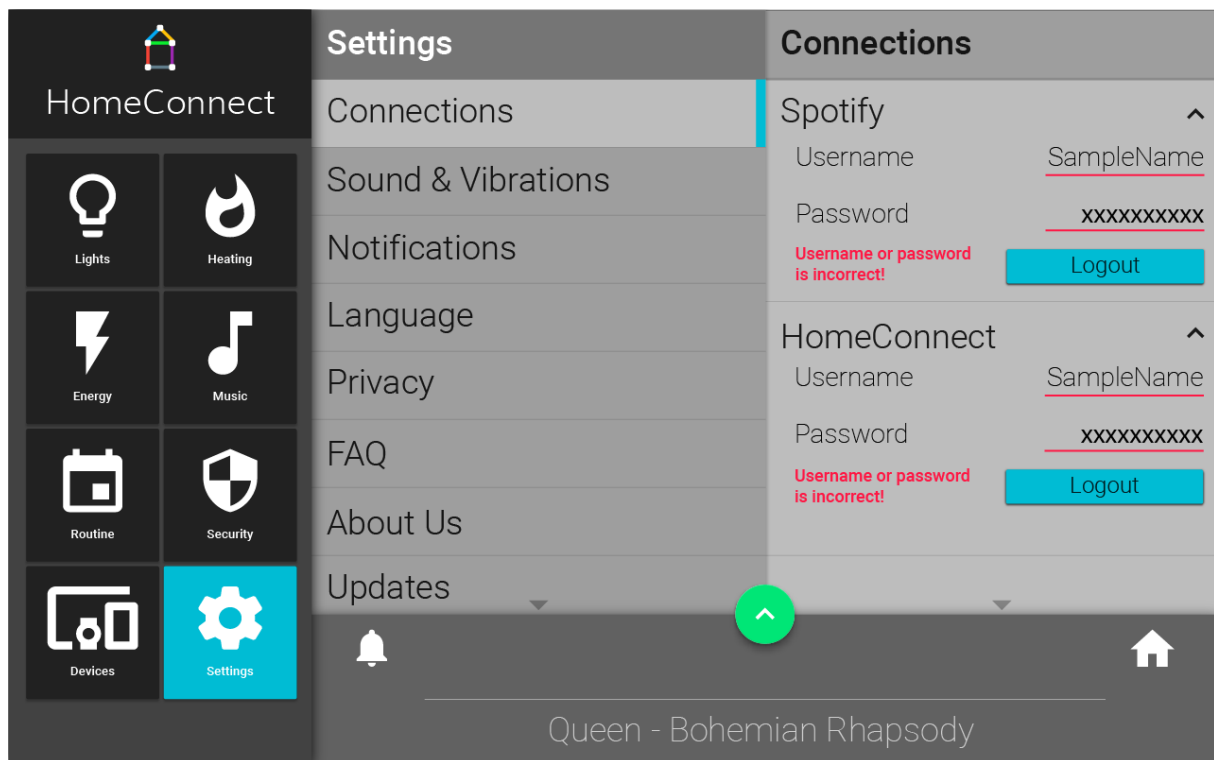 HomeConnect
Lights
Heating
Energy
Music
Routine
Security
Devices
Settings
Settings
Connections
Sound & Vibrations
Notifications
Language
Privacy
FAQ
About Us
Updates
Connections
Spotify
Username SampleName
Password xxxxxxxxxx
Username or password
is incorrect!
Logout
HomeConnect
Username SampleName
Password xxxxxxxxxx
Username or password
is incorrect!
Logout
Queen - Bohemian Rhapsody